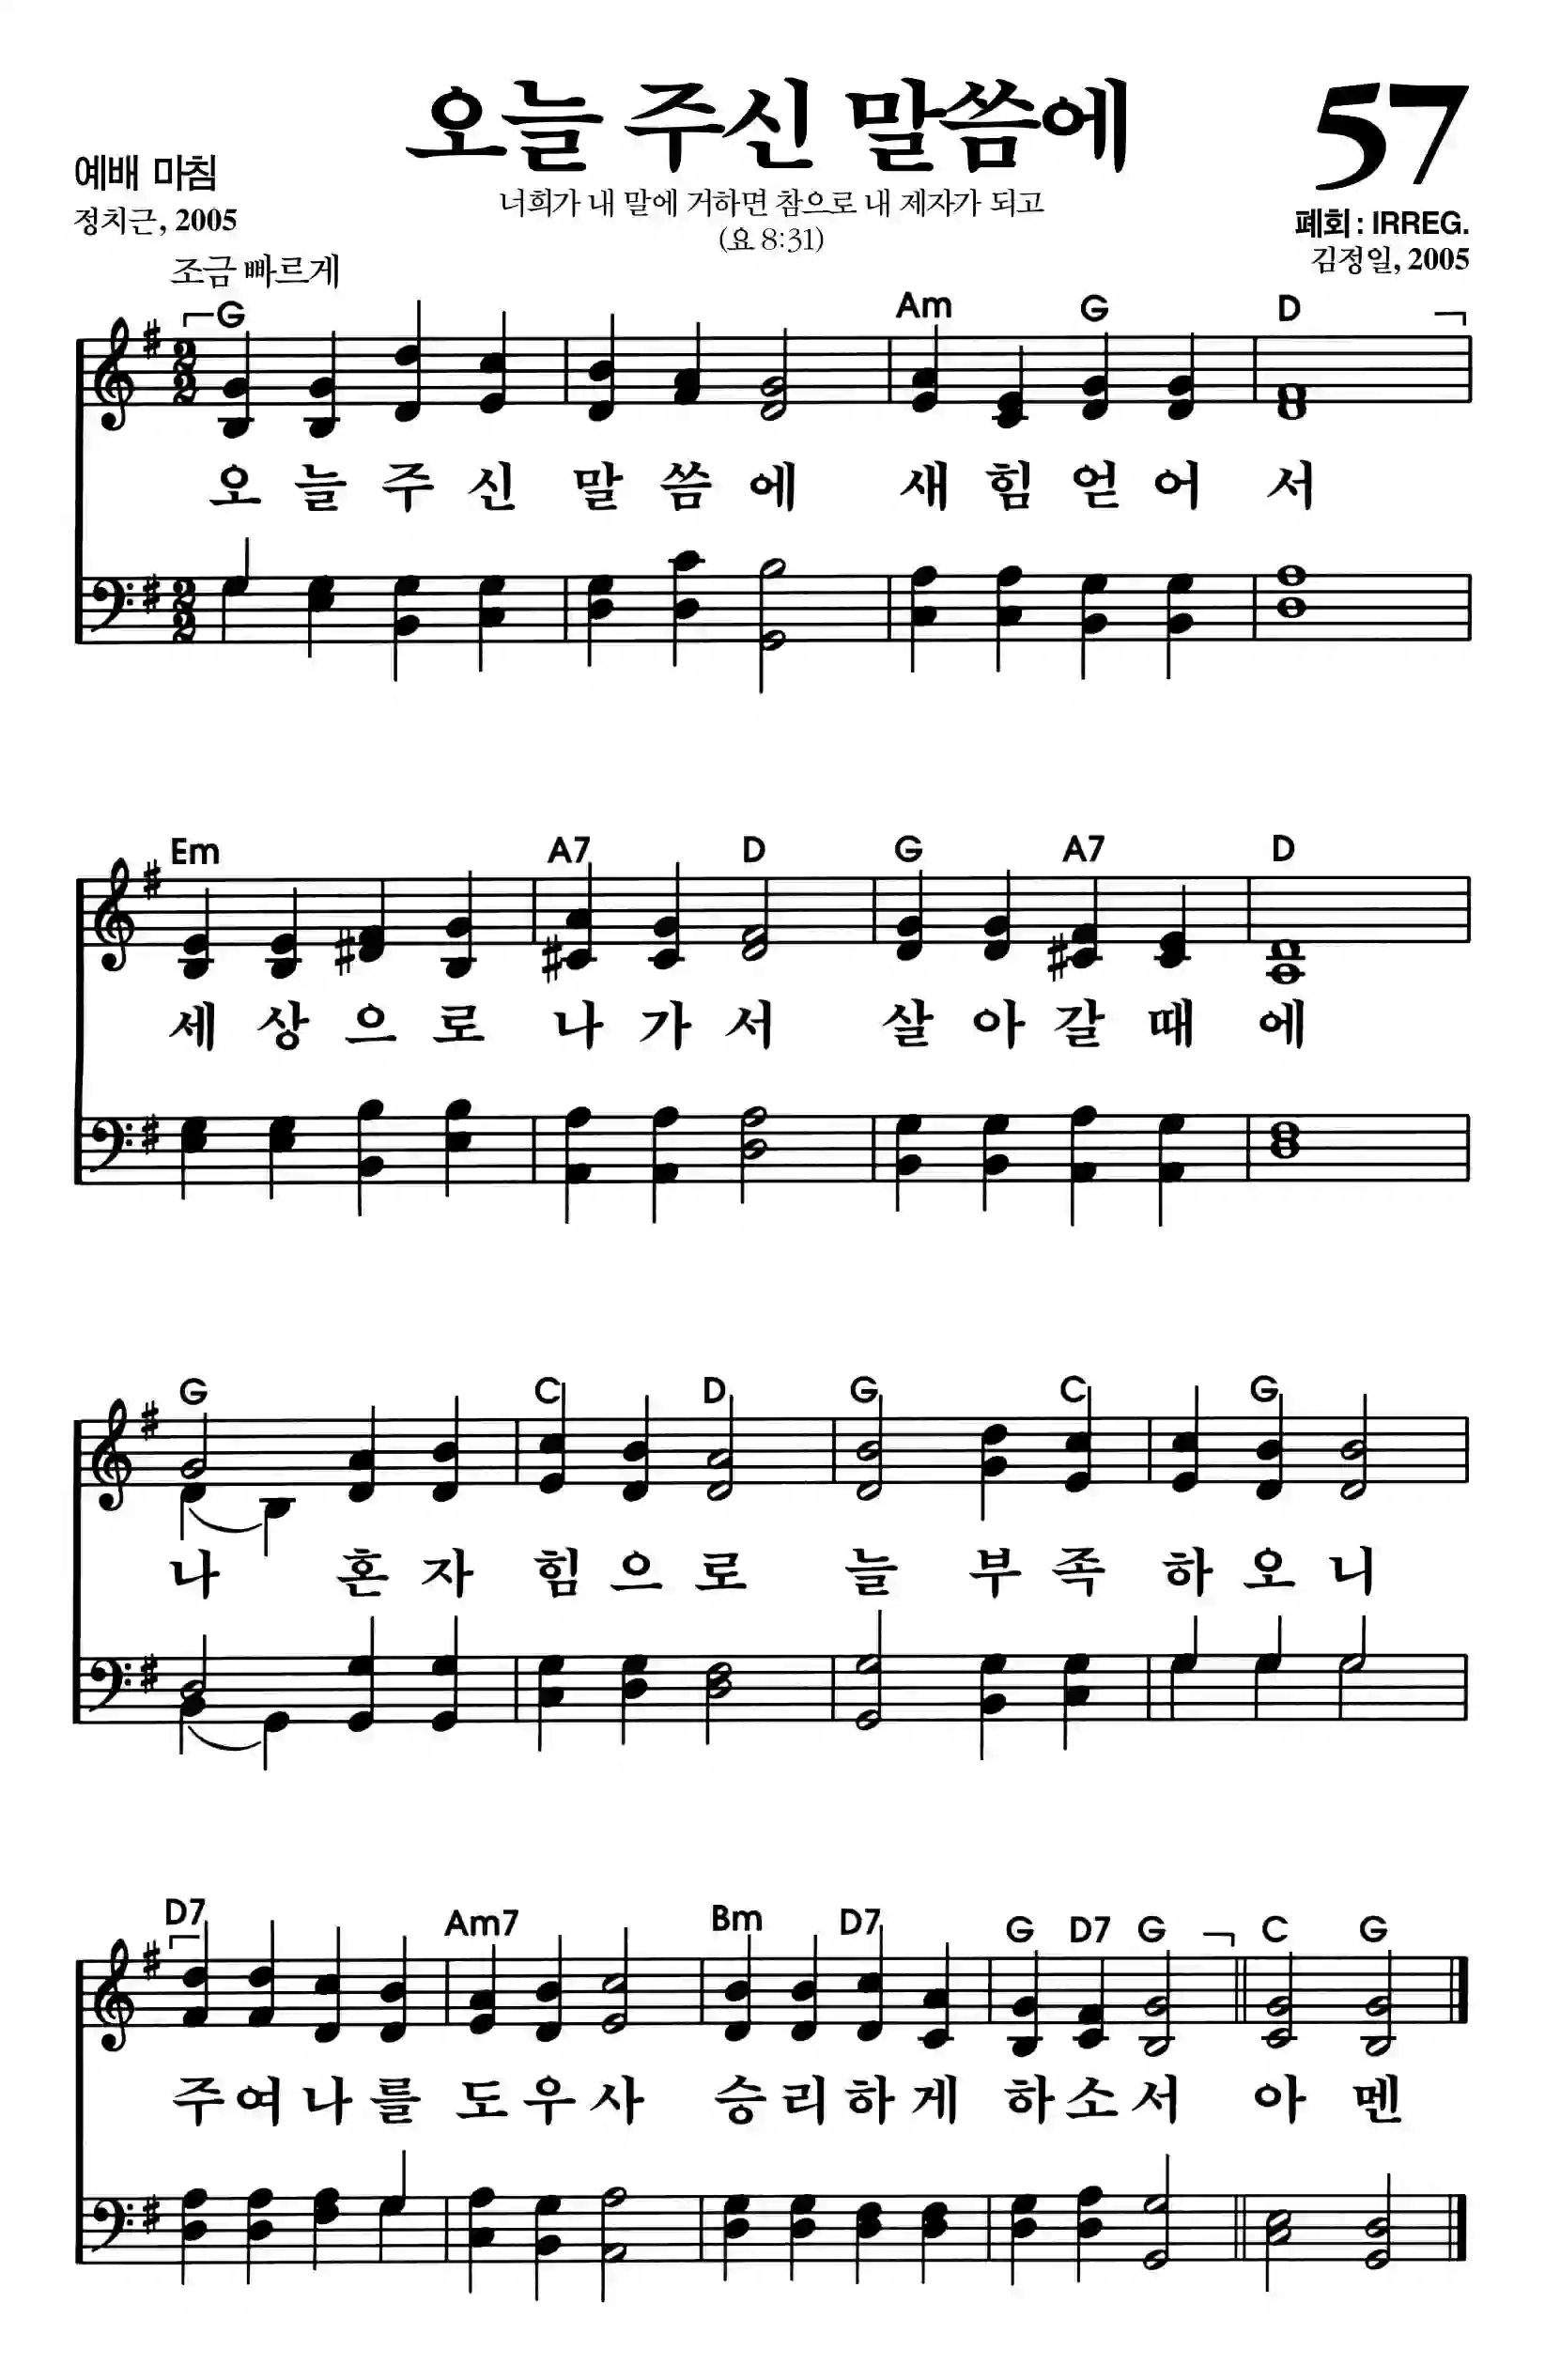 오늘 주신 말씀에
57
예배 마침
너희가 내 말에 거하면 참으로 내 제자가 되고
정치근, 2005
(요 8:31)
폐회 : IRREG.
김정일, 2005
조금 빠르게
G Am G D
2 2
오 늘 주 신 말 씀 에 새 힘 얻 어 서
2 2
Em A7 D G A7 D
세 상 으 로 나 가 서 살 아 갈 때 에
G C D G C G
나 혼 자 힘 으 로 늘 부 족 하 오 니
D7 Am7 Bm D7 G D7 G C G
주 여 나 를 도 우 사 승 리 하 게 하 소 서 아 멘